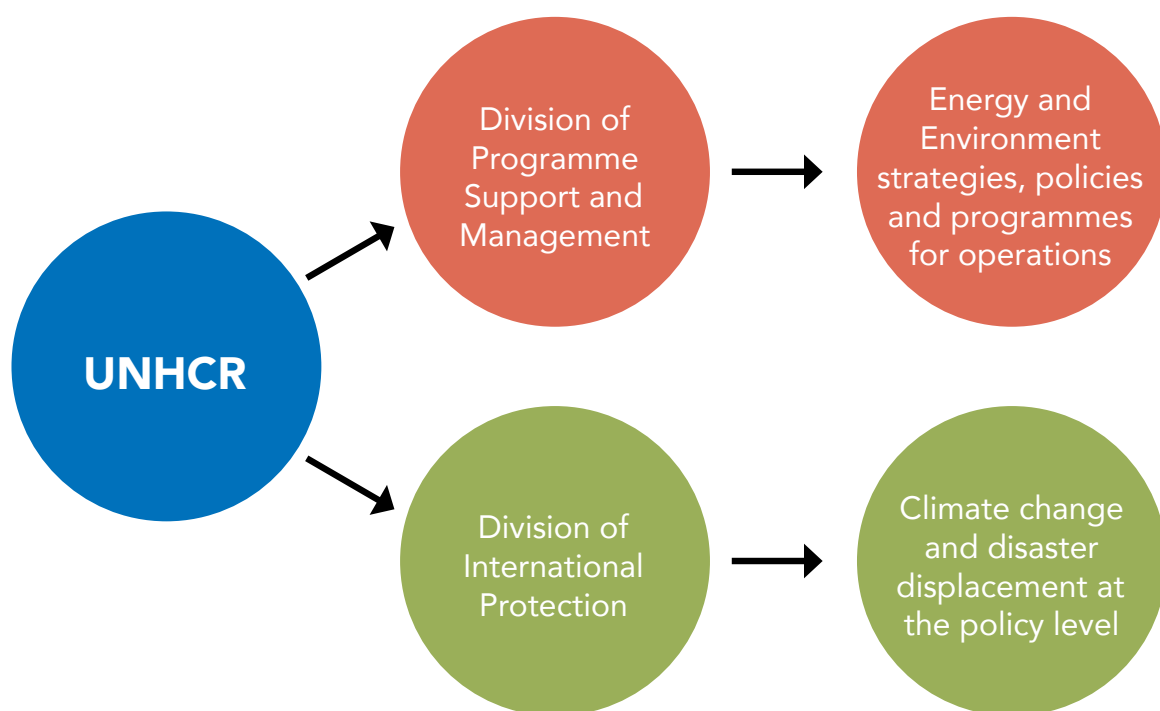 UNHCR
Division of
Programme
Support and
Management
Energy and
Environment
strategies, policies
and programmes
for operations
Division of
International
Protection
Climate change
and disaster
displacement at
the policy level